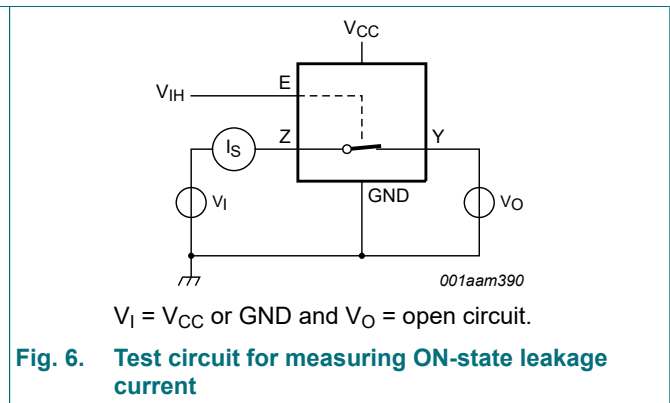 VCC
VIH
E
IS
Z
Y
VI
GND
VO
001aam390
VI = VCC or GND and VO = open circuit.
Fig. 6. Test circuit for measuring ON-state leakage
current